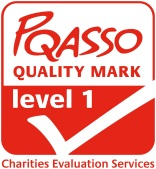 PQASSO
QUALITY MARK
level 1
Charities Evaluation Services